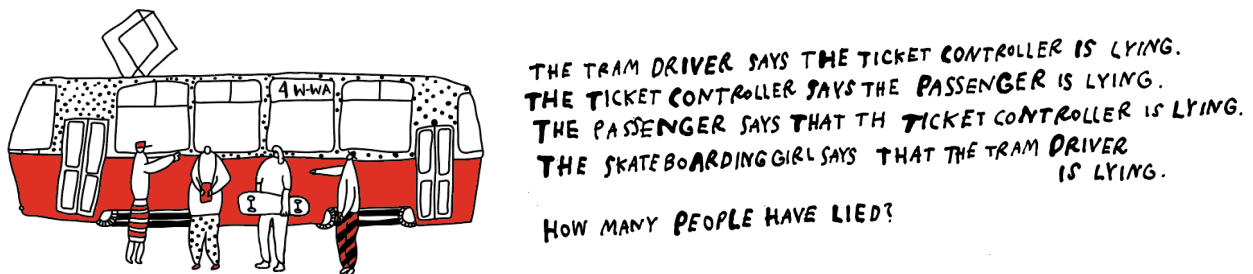 4 W-WA
THE TRAM DRIVER SAYS THE TICKET CONTROLLER IS LYING.
THE TICKET CONTROLLER SAYS THE PASSENGER IS LYING.
THE PASSENGER SAYS THAT TH TICKET CONTROLLER IS LYING.
THE SKATEBOARDING GIRL SAYS THAT THE TRAM DRIVER
IS LYING.
HOW MANY PEOPLE HAVE LIED?